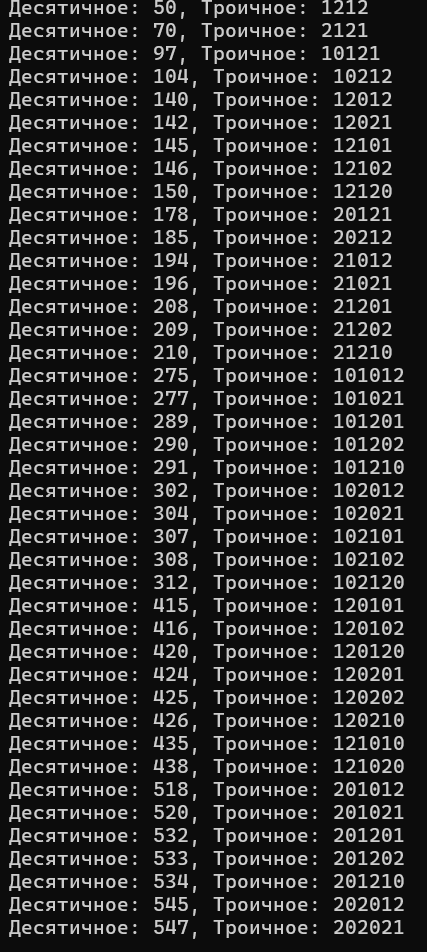 Десятичное: 50, Троичное: 1212
Десятичное: 70, Троичное: 2121
Десятичное: 97, Троичное: 10121
Десятичное: 104, Троичное: 10212
Десятичное: 140, Троичное: 12012
Десятичное: 142, Троичное: 12021
Десятичное: 145, Троичное: 12101
Десятичное: 146, Троичное: 12102
Десятичное: 150, Троичное: 12120
Десятичное: 178, Троичное: 20121
Десятичное: 185, Троичное: 20212
Десятичное: 194, Троичное: 21012
Десятичное: 196, Троичное: 21021
Десятичное: 208, Троичное: 21201
Десятичное: 209, Троичное: 21202
Десятичное: 210, Троичное: 21210
Десятичное: 275, Троичное: 101012
Десятичное: 277, Троичное: 101021
Десятичное: 289, Троичное: 101201
Десятичное: 290, Троичное: 101202
Десятичное: 291, Троичное: 101210
Десятичное: 302, Троичное: 102012
Десятичное: 304, Троичное: 102021
Десятичное: 307, Троичное: 102101
Десятичное: 308, Троичное: 102102
Десятичное: 312, Троичное: 102120
Десятичное: 415, Троичное: 120101
Десятичное: 416, Троичное: 120102
Десятичное: 420, Троичное: 120120
Десятичное: 424, Троичное: 120201
Десятичное: 425, Троичное: 120202
Десятичное: 426, Троичное: 120210
Десятичное: 435, Троичное: 121010
Десятичное: 438, Троичное: 121020
Десятичное: 518, Троичное: 201012
Десятичное: 520, Троичное: 201021
Десятичное: 532, Троичное: 201201
Десятичное: 533, Троичное: 201202
Десятичное: 534, Троичное: 201210
Десятичное: 545, Троичное: 202012
Десятичное: 547, Троичное: 202021